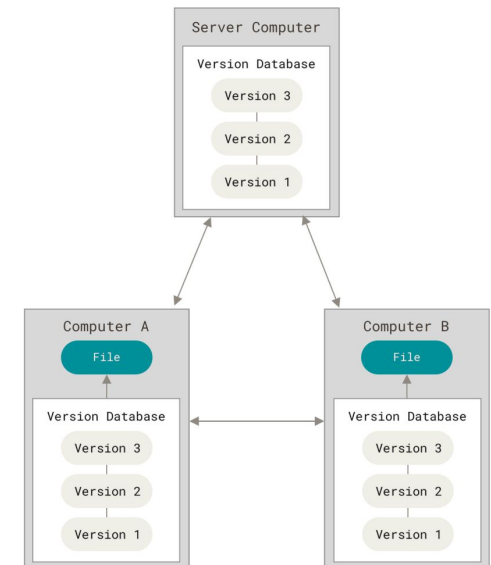 Server Computer
Version Database
Version 3
Version 2
Version 1
Computer A
File
Version Database
Version 3
Version 2
Version 1
Computer B
File
Version Database
Version 3
Version 2
Version 1